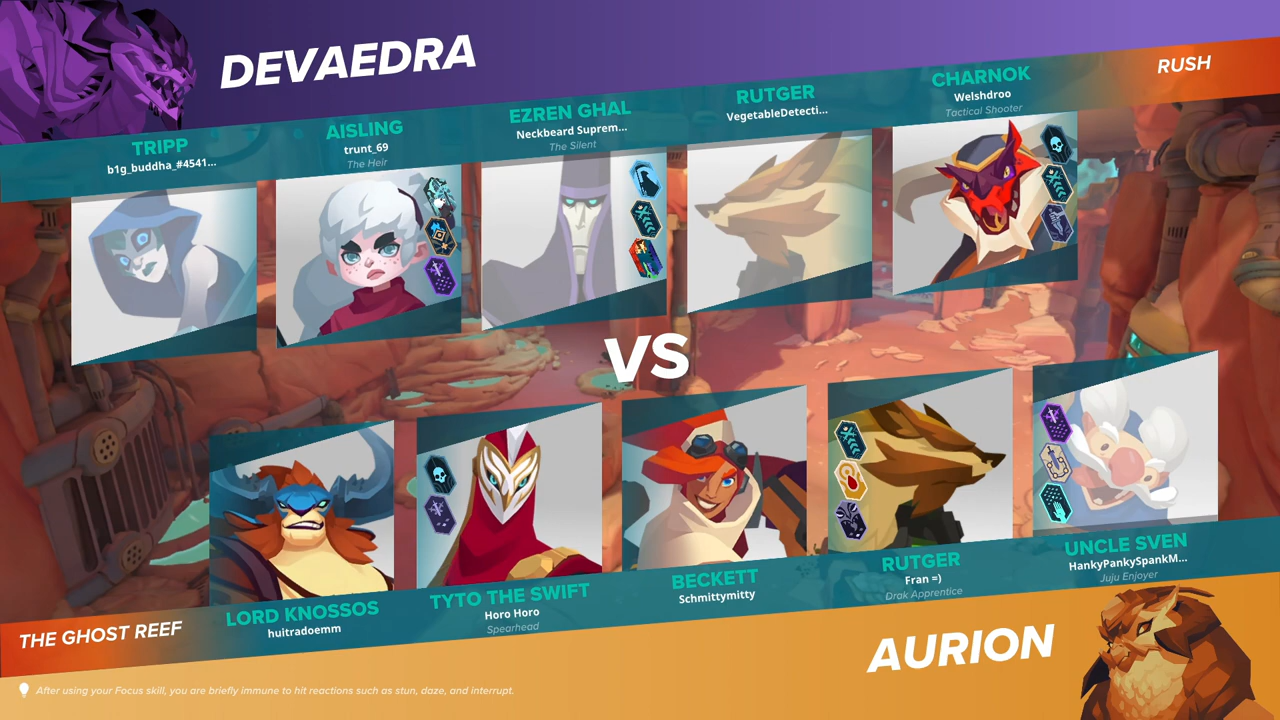 DEVAEDRA
RUSH
TRIPP
b1g_buddha_#4541...
AISLING
trunt_69
The Heir
EZREN GHAL
Neckbeard Suprem...
The Silent
RUTGER
VegetableDetecti...
CHARNOK
Welshdroo
Tactical Shooter
VS
LORD KNOSSOS
huitradoemm
TYTO THE SWIFT
Horo Horo
Spearhead
BECKETT
Schmittymitty
RUTGER
Fran =)
Drak Apprentice
UNCLE SVEN
HankyPankySpankM...
Juju Enjoyer
THE GHOST REEF
AURION
After using your Focus skill, you are briefly immune to hit reactions such as stun, daze, and interrupt.